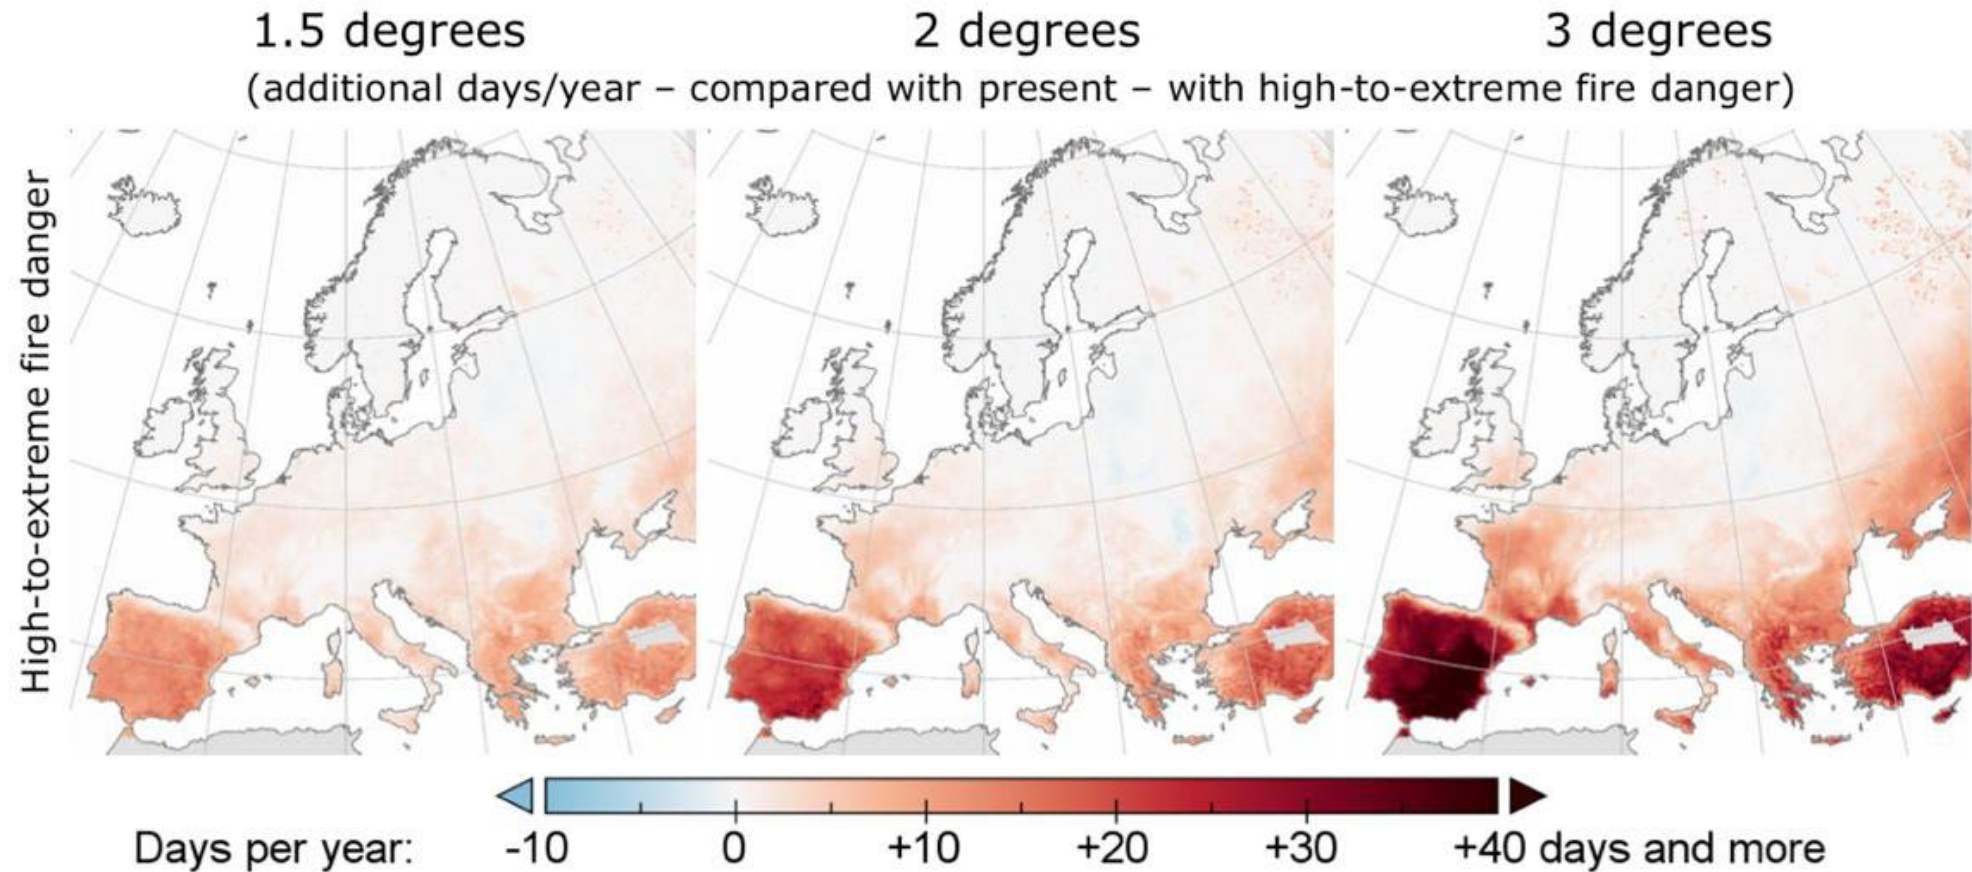 1.5 degrees 2 degrees 3 degrees
(additional days/year – compared with present – with high-to-extreme fire danger)
High-to-extreme fire danger
Days per year: -10 0 +10 +20 +30 +40 days and more